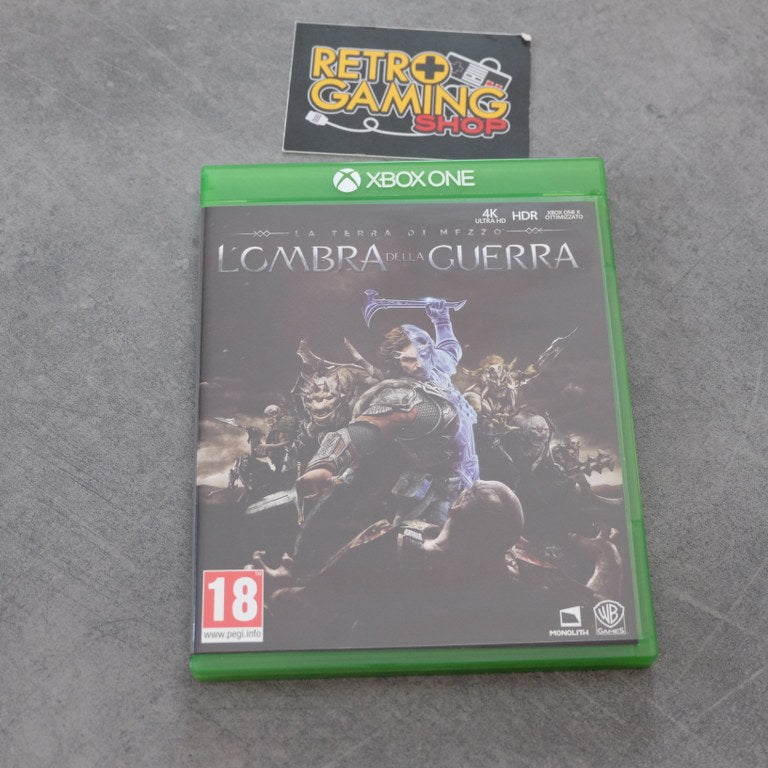 RETRO
GAMING
SHOP
XBOX ONE
4K
ULTRA HD
HDR
XBOX ONE X
OTTIMIZZATO
LA TERRA DI MEZZO
L'OMBRA DELLA GUERRA
18
www.pegi.info
MONOLITH
WB
GAMES